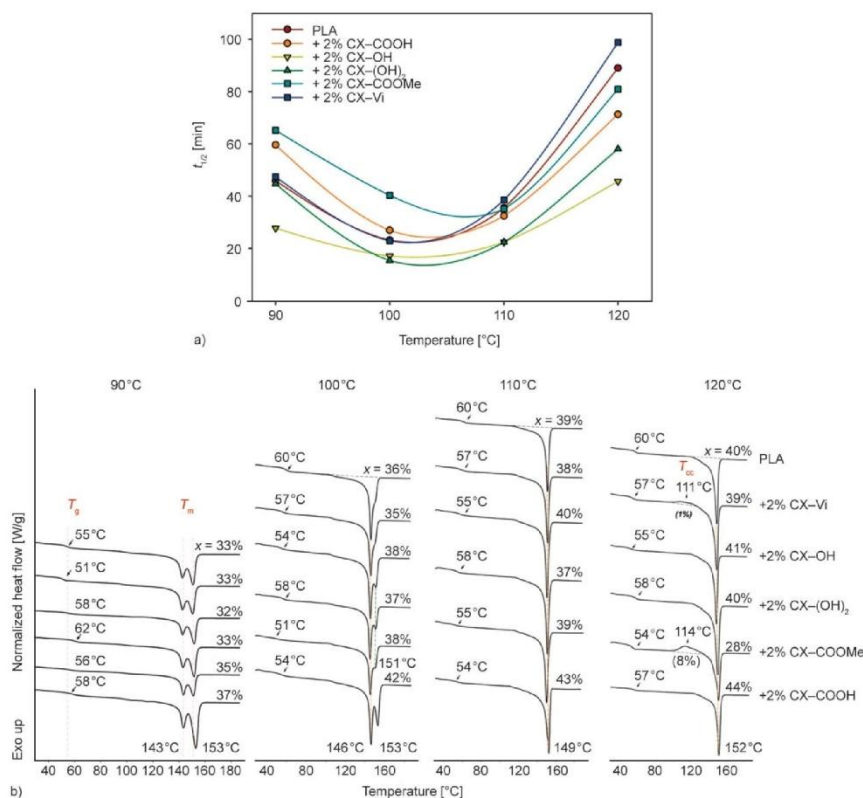 100
80
60
40
20
0
t1/2 [min]
PLA
+ 2% CX–COOH
+ 2% CX–OH
+ 2% CX–(OH)2
+ 2% CX–COOMe
+ 2% CX–Vi
90 100 110 120
a) Temperature [°C]
90°C 100°C 110°C 120°C
Normalized heat flow [W/g]
Exo up
Tg
Tm
55°C x = 33%
51°C 33%
58°C 32%
62°C 33%
56°C 35%
58°C 37%
143°C 153°C
60°C x = 36%
57°C 35%
54°C 38%
58°C 37%
51°C 38%
151°C
54°C 42%
146°C 153°C
60°C x = 39%
57°C 38%
55°C 40%
58°C 37%
55°C 39%
54°C 43%
149°C
60°C x = 40% PLA
Tcc
57°C 111°C 39% +2% CX–Vi
(1%)
55°C 41% +2% CX–OH
58°C 40% +2% CX–(OH)2
54°C 114°C 28% +2% CX–COOMe
(8%)
57°C 44% +2% CX–COOH
152°C
40 60 80 100 120 140 160 180
40 80 120 160
40 80 120 160
40 80 120 160
b) Temperature [°C]